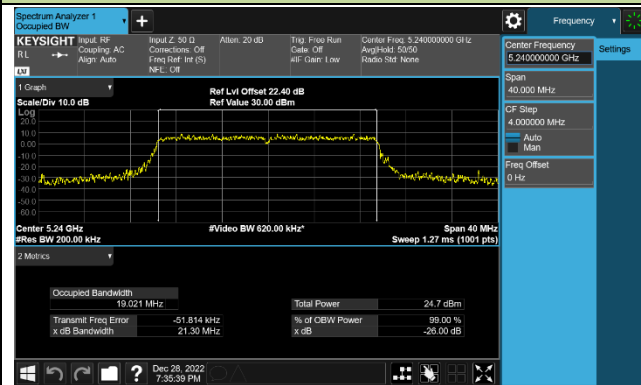 Spectrum Analyzer 1
Occupied BW
Frequency
KEYSIGHT
Input: RF
Coupling: AC
Align: Auto
Input Z: 50 Ω
Corrections: Off
Freq Ref: Int (S)
NFE: Off
Atten: 20 dB
Trig: Free Run
Gate: Off
#IF Gain: Low
Center Freq: 5.240000000 GHz
Avg|Hold: 50/50
Radio Std: None
RL
LXI
Center Frequency
5.240000000 GHz
Settings
Span
40.000 MHz
CF Step
4.000000 MHz
Auto
Man
Freq Offset
0 Hz
1 Graph
Scale/Div 10.0 dB
Ref Lvl Offset 22.40 dB
Ref Value 30.00 dBm
Log
20.0
10.0
0.00
-10.0
-20.0
-30.0
-40.0
-50.0
-60.0
Center 5.24 GHz
#Res BW 200.00 kHz
#Video BW 620.00 kHz*
Span 40 MHz
Sweep 1.27 ms (1001 pts)
2 Metrics
Occupied Bandwidth
19.021 MHz
Total Power 24.7 dBm
Transmit Freq Error -51.814 kHz
% of OBW Power 99.00 %
x dB Bandwidth 21.30 MHz
x dB -26.00 dB
?
Dec 28, 2022
7:35:39 PM